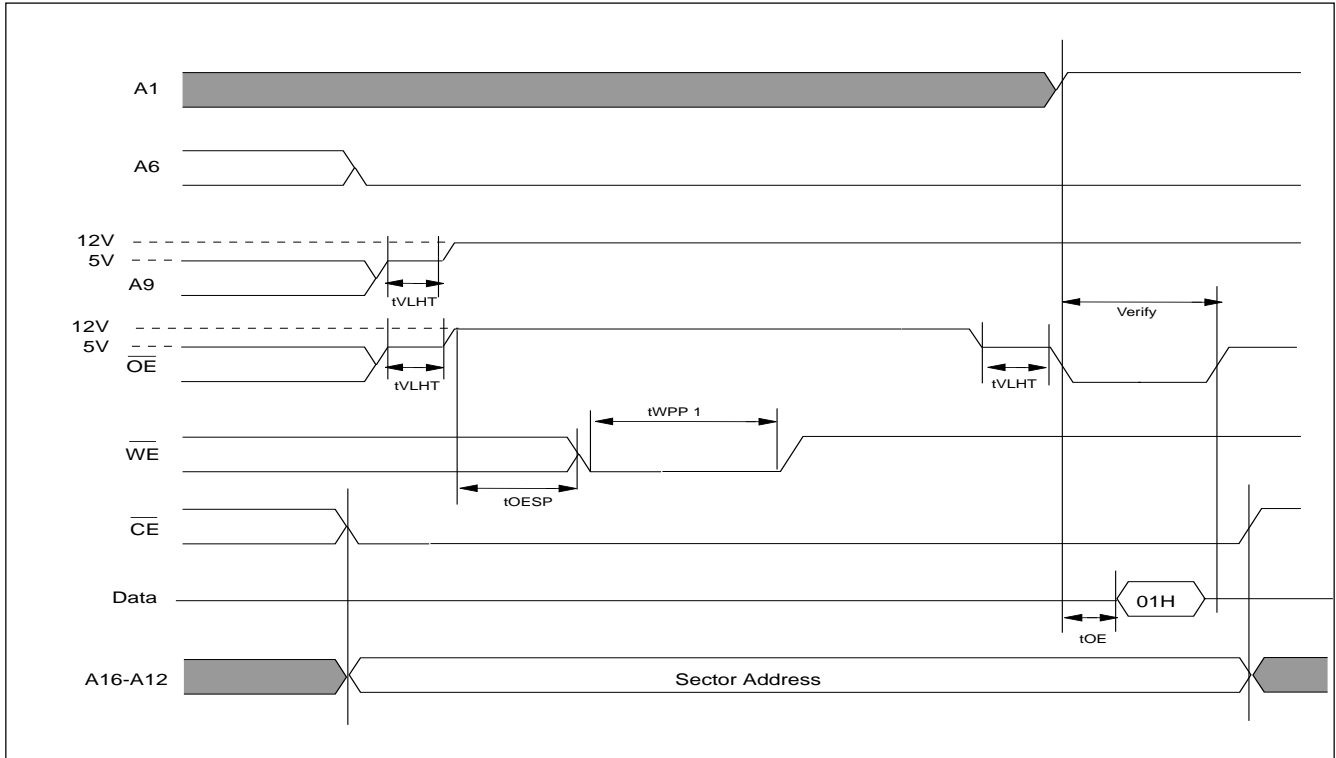 A1
A6
12V
5V
A9
tVLHT
Verify
12V
5V
OE
tVLHT
tVLHT
tWPP 1
WE
tOESP
CE
Data
01H
tOE
A16-A12
Sector Address